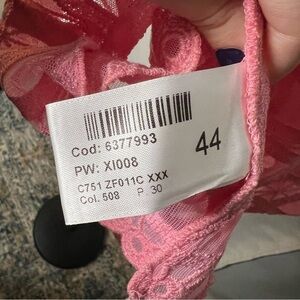 Cod: 6377993
PW: XI008
44
C751 ZF011C XXX
Col. 508 P. 30